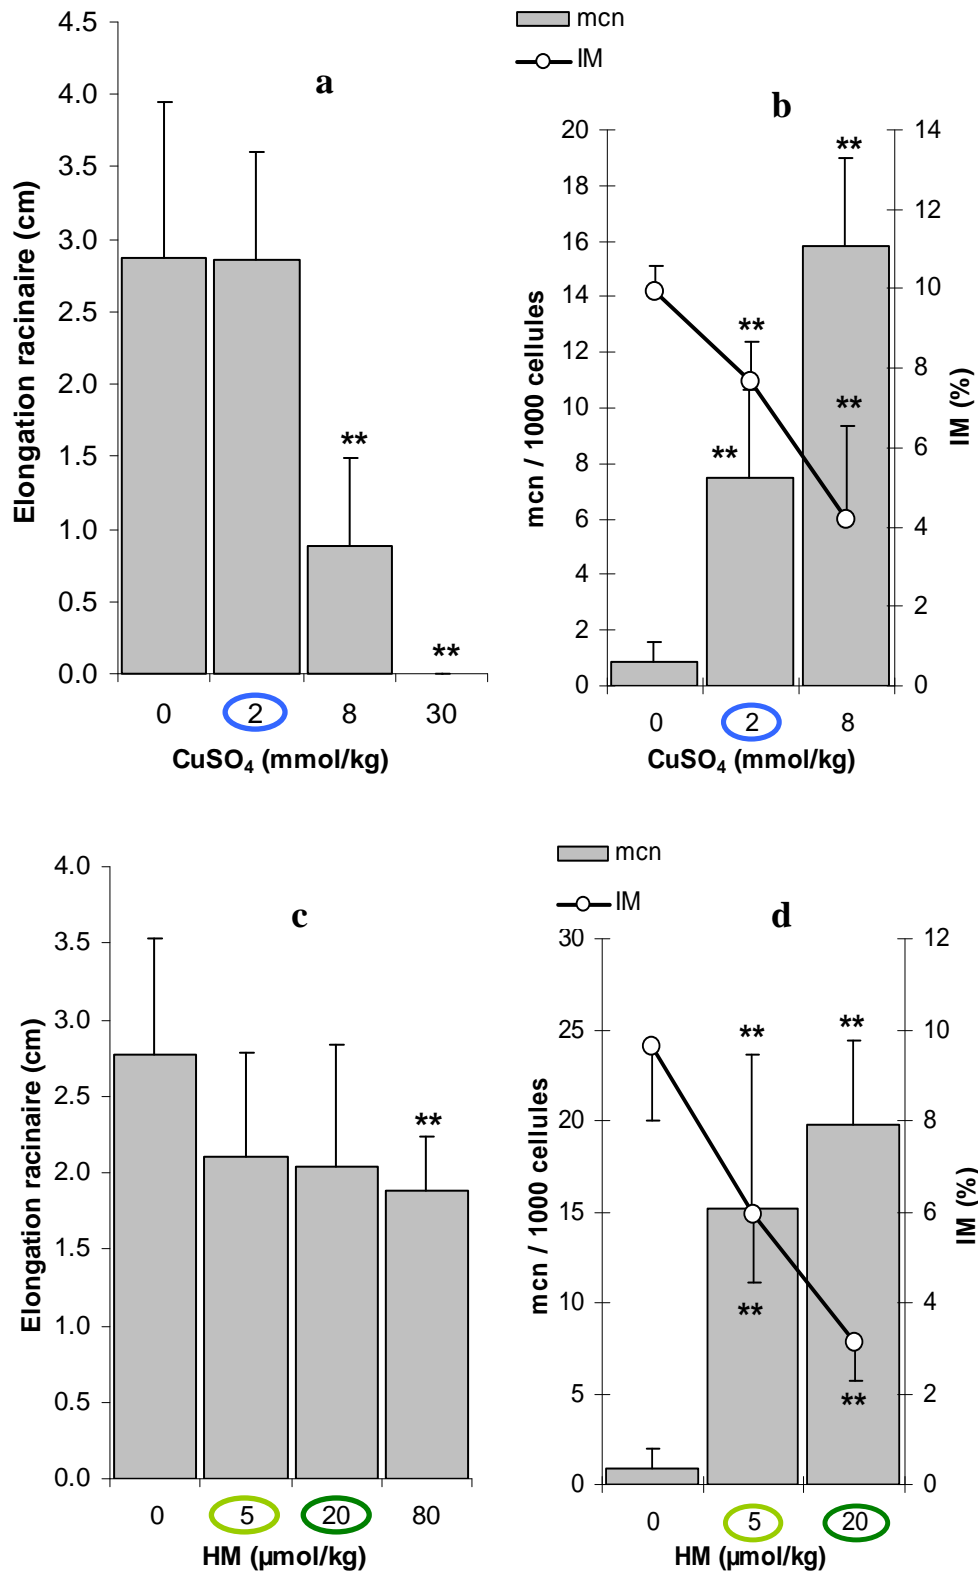 a
4.5
4.0
3.5
3.0
2.5
2.0
1.5
1.0
0.5
0.0
Elongation racinaire (cm)
**
**
0 2 8 30
CuSO4 (mmol/kg)
mcn
IM
b
20
18
16
14
12
10
8
6
4
2
0
mcn / 1000 cellules
14
12
10
8
6
4
2
0
IM (%)
**
**
**
**
0 2 8
CuSO4 (mmol/kg)
c
4.0
3.5
3.0
2.5
2.0
1.5
1.0
0.5
0.0
Elongation racinaire (cm)
**
0 5 20 80
HM (µmol/kg)
mcn
IM
d
30
25
20
15
10
5
0
mcn / 1000 cellules
12
10
8
6
4
2
0
IM (%)
** **
**
**
0 5 20
HM (µmol/kg)